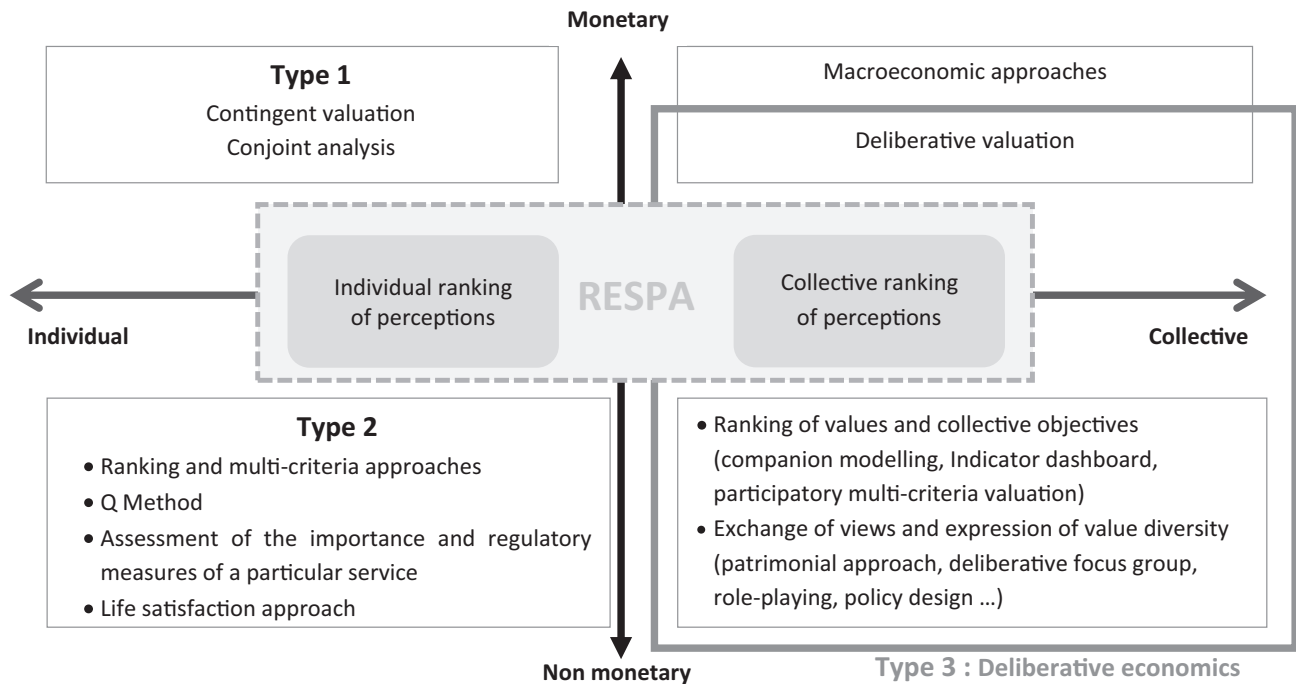 Monetary
Type 1
Contingent valuation
Conjoint analysis
Macroeconomic approaches
Deliberative valuation
Individual ranking
of perceptions
RESPA
Collective ranking
of perceptions
Individual
Collective
Type 2
• Ranking and multi-criteria approaches
• Q Method
• Assessment of the importance and regulatory
measures of a particular service
• Life satisfaction approach
• Ranking of values and collective objectives
(companion modelling, Indicator dashboard,
participatory multi-criteria valuation)
• Exchange of views and expression of value diversity
(patrimonial approach, deliberative focus group,
role-playing, policy design ...)
Non monetary
Type 3 : Deliberative economics